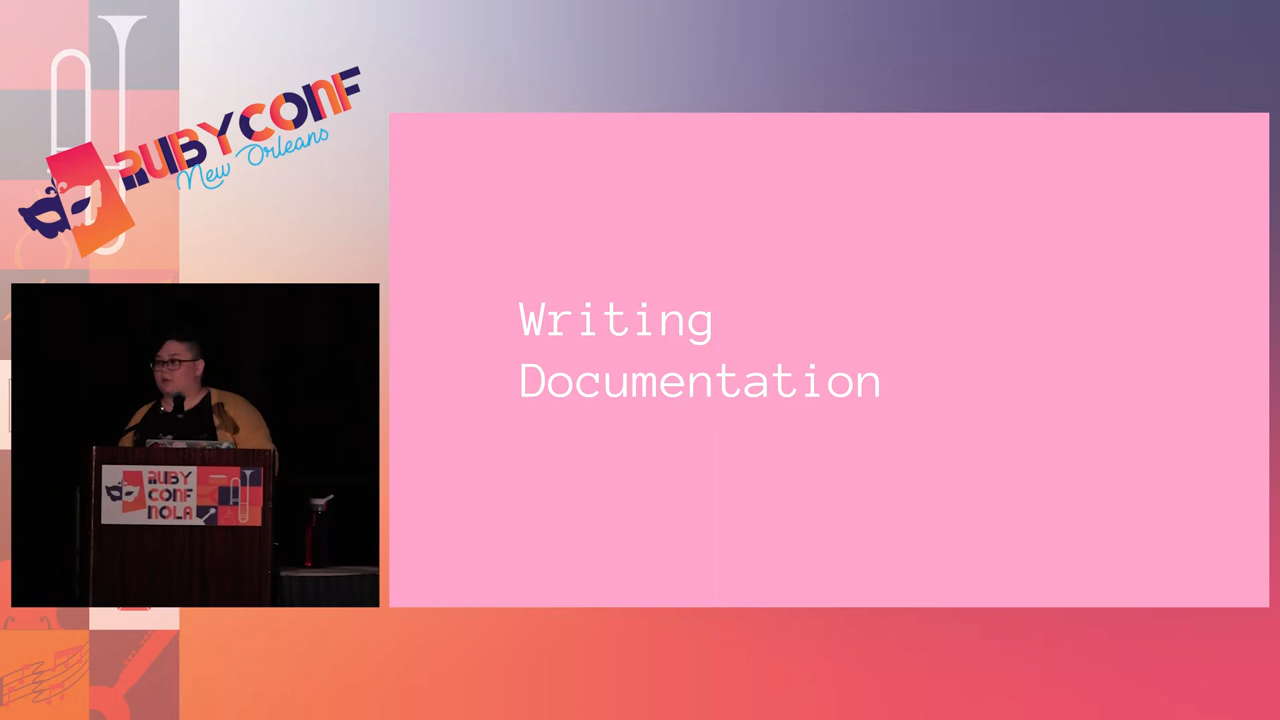 RUBYCONF
New Orleans
Writing
Documentation
RUBY
CONF
NOLA